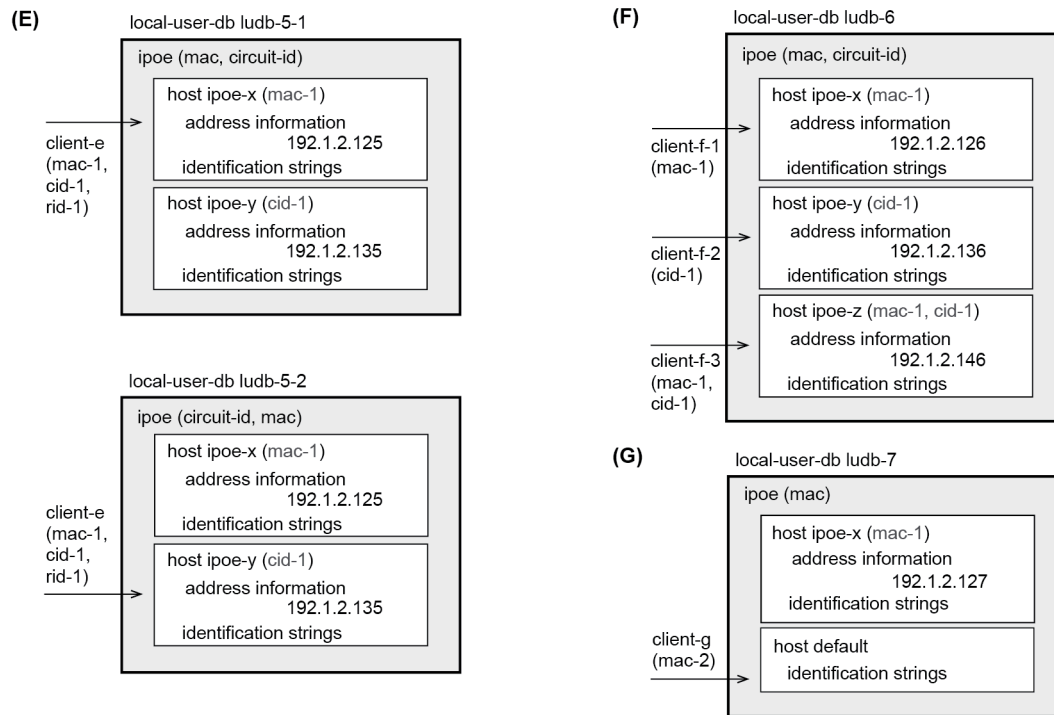 (E)
local-user-db ludb-5-1
ipoe (mac, circuit-id)
host ipoe-x (mac-1)
address information
192.1.2.125
identification strings
client-e
(mac-1,
cid-1,
rid-1)
host ipoe-y (cid-1)
address information
192.1.2.135
identification strings
local-user-db ludb-5-2
ipoe (circuit-id, mac)
host ipoe-x (mac-1)
address information
192.1.2.125
identification strings
client-e
(mac-1,
cid-1,
rid-1)
host ipoe-y (cid-1)
address information
192.1.2.135
identification strings
(F)
local-user-db ludb-6
ipoe (mac, circuit-id)
host ipoe-x (mac-1)
address information
192.1.2.126
identification strings
client-f-1
(mac-1)
host ipoe-y (cid-1)
address information
192.1.2.136
identification strings
client-f-2
(cid-1)
host ipoe-z (mac-1, cid-1)
address information
192.1.2.146
identification strings
client-f-3
(mac-1,
cid-1)
(G)
local-user-db ludb-7
ipoe (mac)
host ipoe-x (mac-1)
address information
192.1.2.127
identification strings
client-g
(mac-2)
host default
identification strings